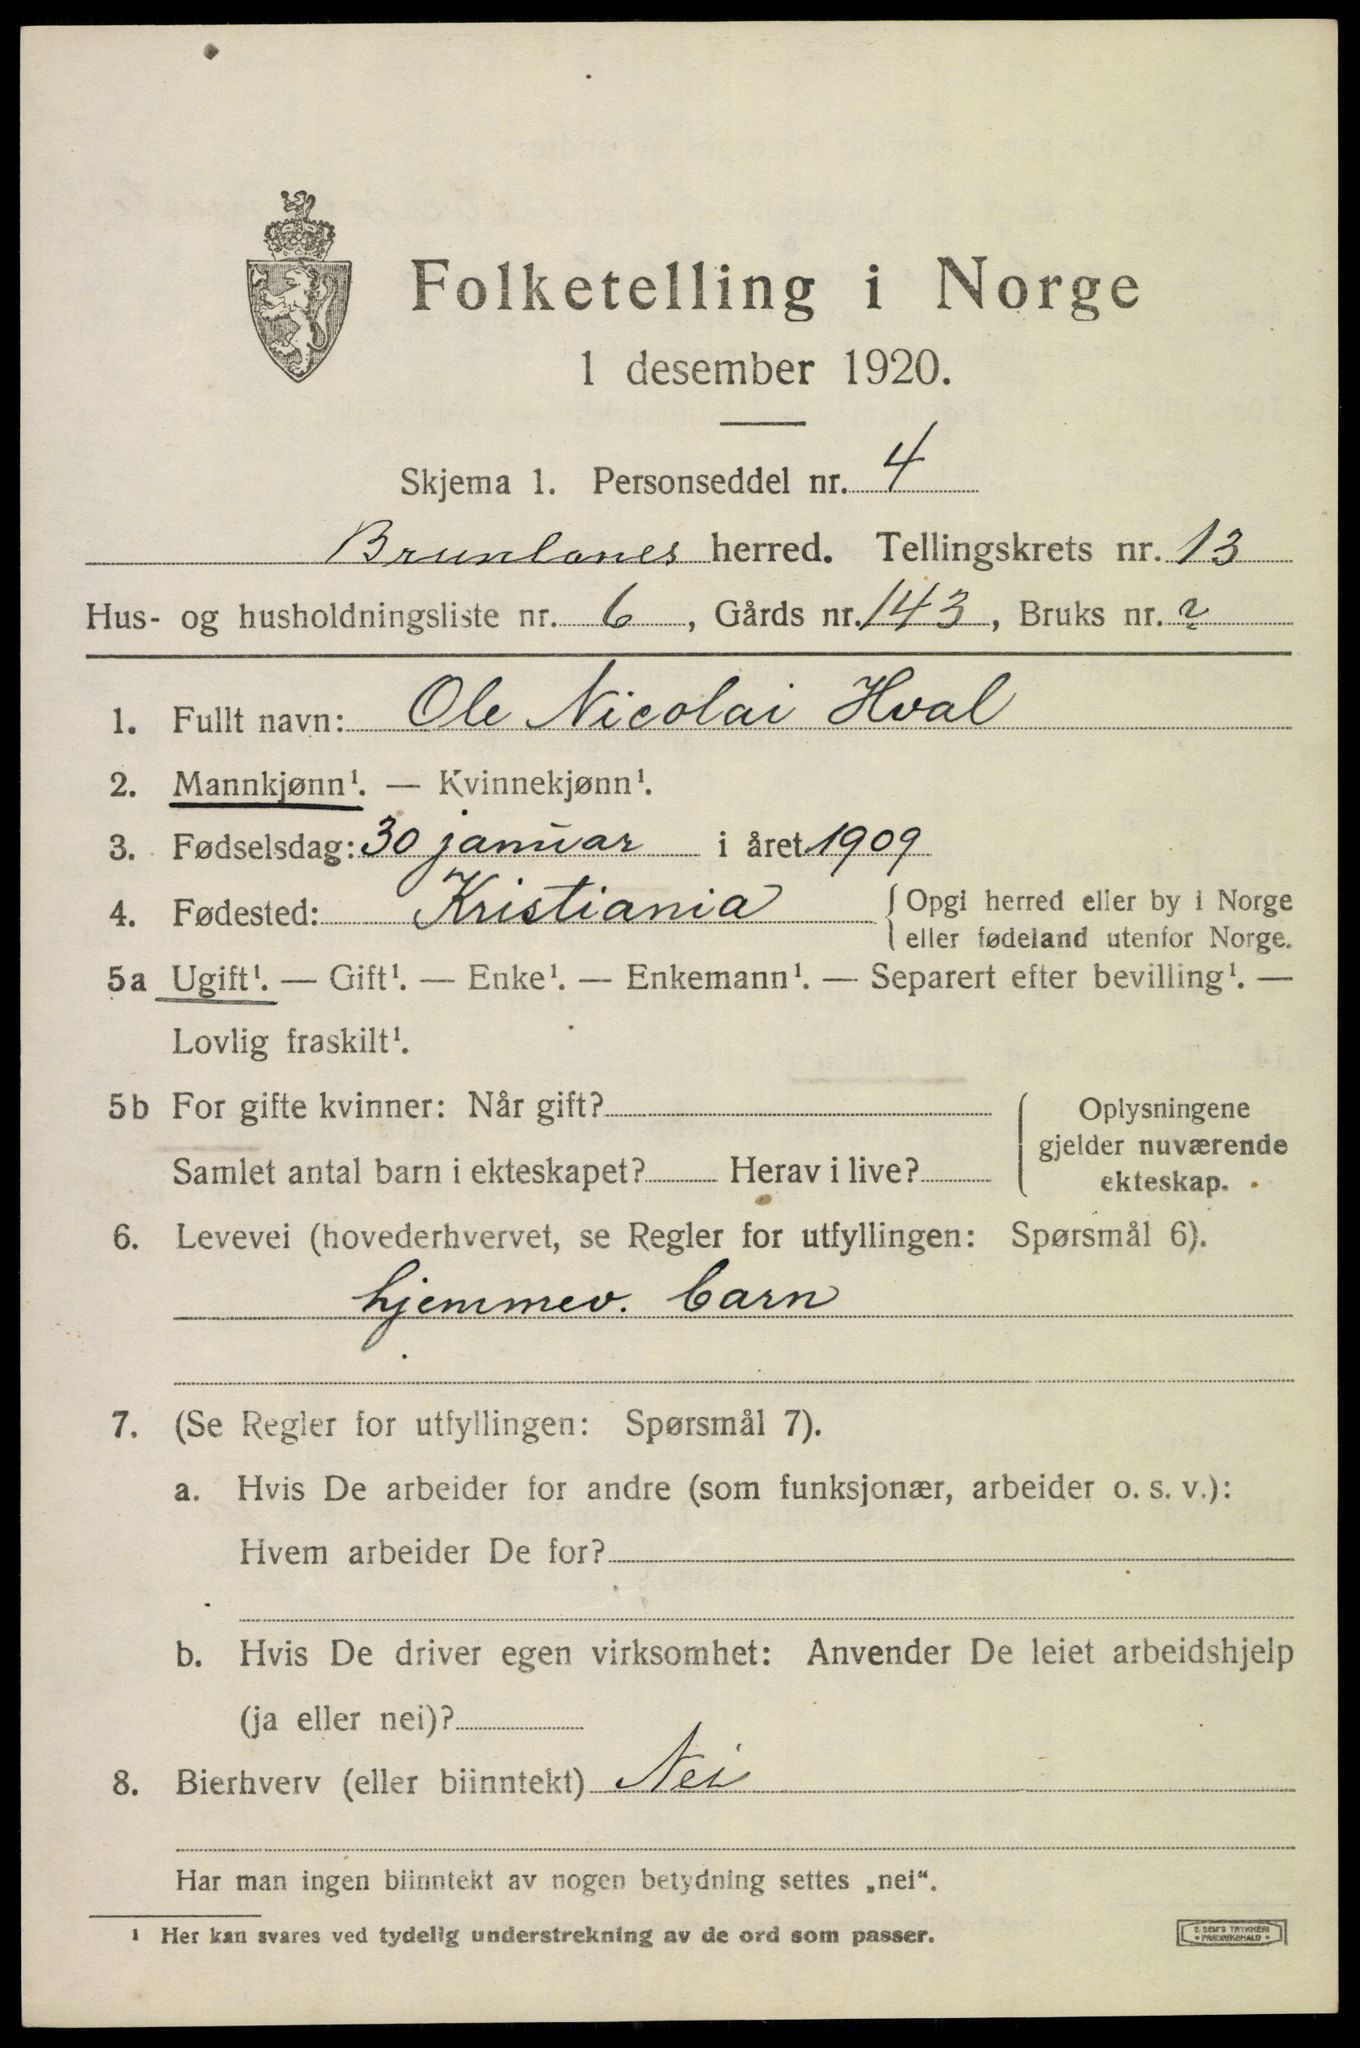 Folketelling i Norge
1 desember 1920.
Skjema 1. Personseddel nr. 4
Brunlanes herred. Tellingskrets nr. 13
Hus- og husholdningsliste nr. 6, Gårds nr. 143, Bruks nr. 2
1. Fullt navn: Ole Nicolai Hval
2. Mannkjønn¹. — Kvinnekjønn¹.
3. Fødselsdag: 30 januar i året 1909
4. Fødested: Kristiania { Opgi herred eller by i Norge
eller fødeland utenfor Norge.
5a Ugift¹. — Gift¹. — Enke¹. — Enkemann¹. — Separert efter bevilling¹. —
Lovlig fraskilt¹.
5b For gifte kvinner: Når gift? { Oplysningene
gjelder nuværende
Samlet antal barn i ekteskapet? Herav i live? ekteskap.
6. Levevei (hovederhvervet, se Regler for utfyllingen: Spørsmål 6).
hjemmev. barn
7. (Se Regler for utfyllingen: Spørsmål 7).
a. Hvis De arbeider for andre (som funksjonær, arbeider o. s. v.):
Hvem arbeider De for?
b. Hvis De driver egen virksomhet: Anvender De leiet arbeidshjelp
(ja eller nei)?
8. Bierhverv (eller biinntekt) Nei
Har man ingen biinntekt av nogen betydning settes „nei“.
¹ Her kan svares ved tydelig understrekning av de ord som passer.
E. SEM'S TRYKKERI
• FREDRIKSHALD •